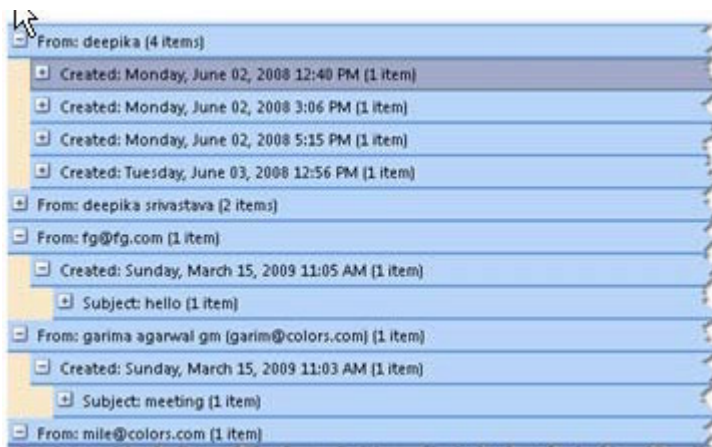 From: deepika (4 items)
Created: Monday, June 02, 2008 12:40 PM (1 item)
Created: Monday, June 02, 2008 3:06 PM (1 item)
Created: Monday, June 02, 2008 5:15 PM (1 item)
Created: Tuesday, June 03, 2008 12:56 PM (1 item)
From: deepika srivastava (2 items)
From: fg@fg.com (1 item)
Created: Sunday, March 15, 2009 11:05 AM (1 item)
Subject: hello (1 item)
From: garima agarwal gm (garim@colors.com) (1 item)
Created: Sunday, March 15, 2009 11:03 AM (1 item)
Subject: meeting (1 item)
From: mile@colors.com (1 item)